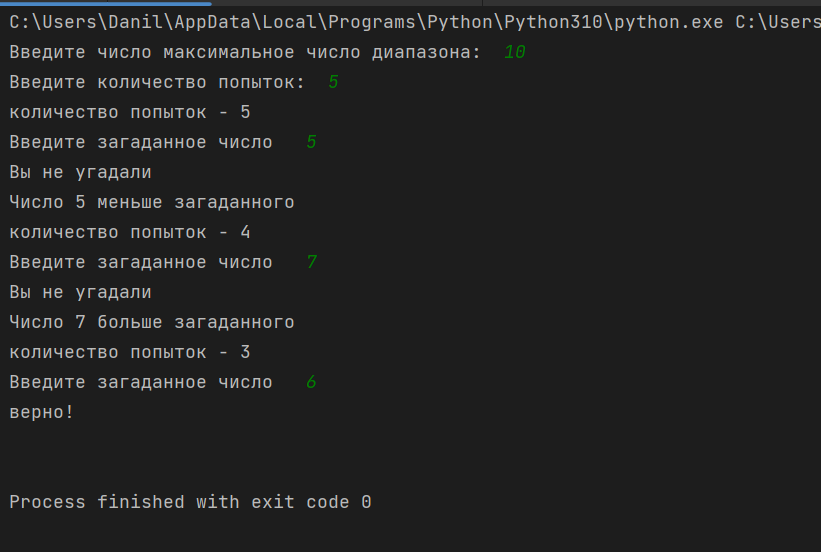 C:\Users\Danil\AppData\Local\Programs\Python\Python310\python.exe C:\Users
Введите число максимальное число диапазона: 10
Введите количество попыток: 5
количество попыток - 5
Введите загаданное число 5
Вы не угадали
Число 5 меньше загаданного
количество попыток - 4
Введите загаданное число 7
Вы не угадали
Число 7 больше загаданного
количество попыток - 3
Введите загаданное число 6
верно!
Process finished with exit code 0